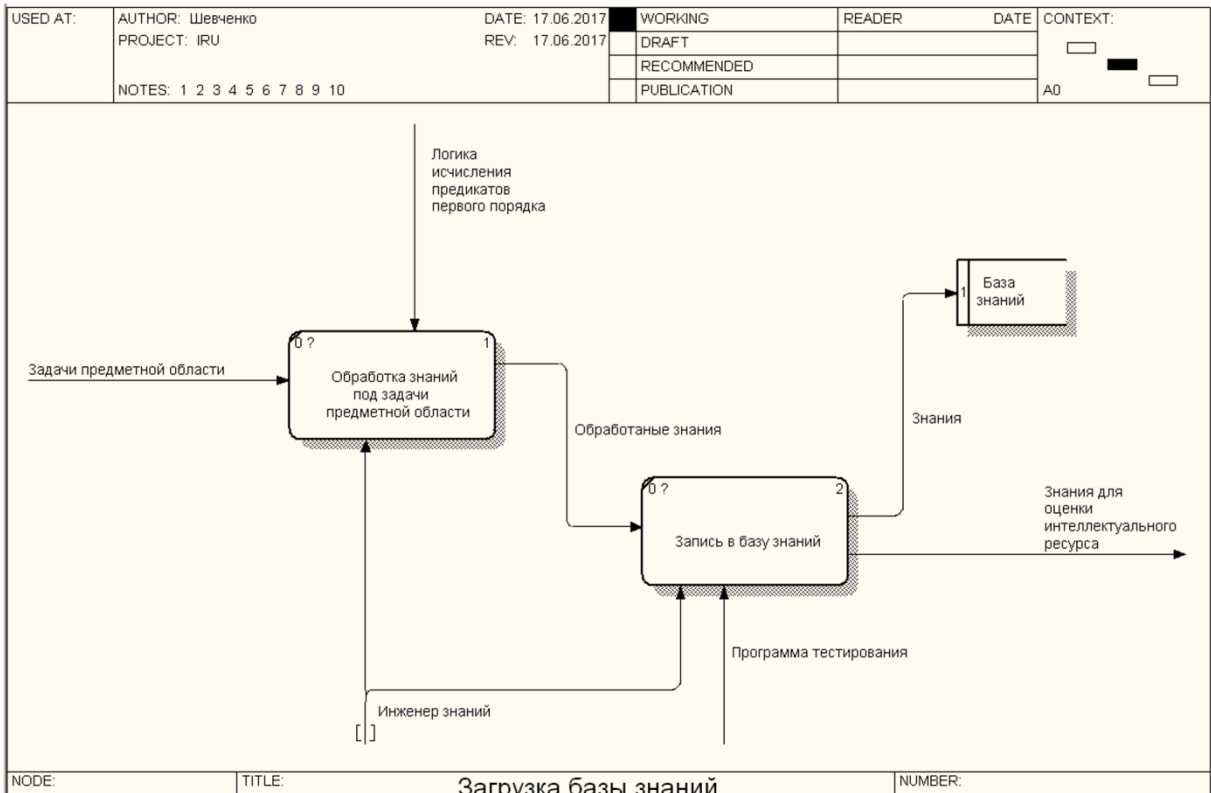 USED AT:
AUTHOR: Шевченко
DATE: 17.06.2017
WORKING
READER
DATE
CONTEXT:
PROJECT: IRU
REV: 17.06.2017
DRAFT
RECOMMENDED
NOTES: 1 2 3 4 5 6 7 8 9 10
PUBLICATION
A0
Логика
исчисления
предикатов
первого порядка
База
знаний
1
0 ?
1
Задачи предметной области
Обработка знаний
под задачи
предметной области
Обработаные знания
Знания
0 ?
2
Запись в базу знаний
Знания для
оценки
интеллектуального
ресурса
Программа тестирования
Инженер знаний
NODE:
TITLE:
Загрузка базы знаний
NUMBER: